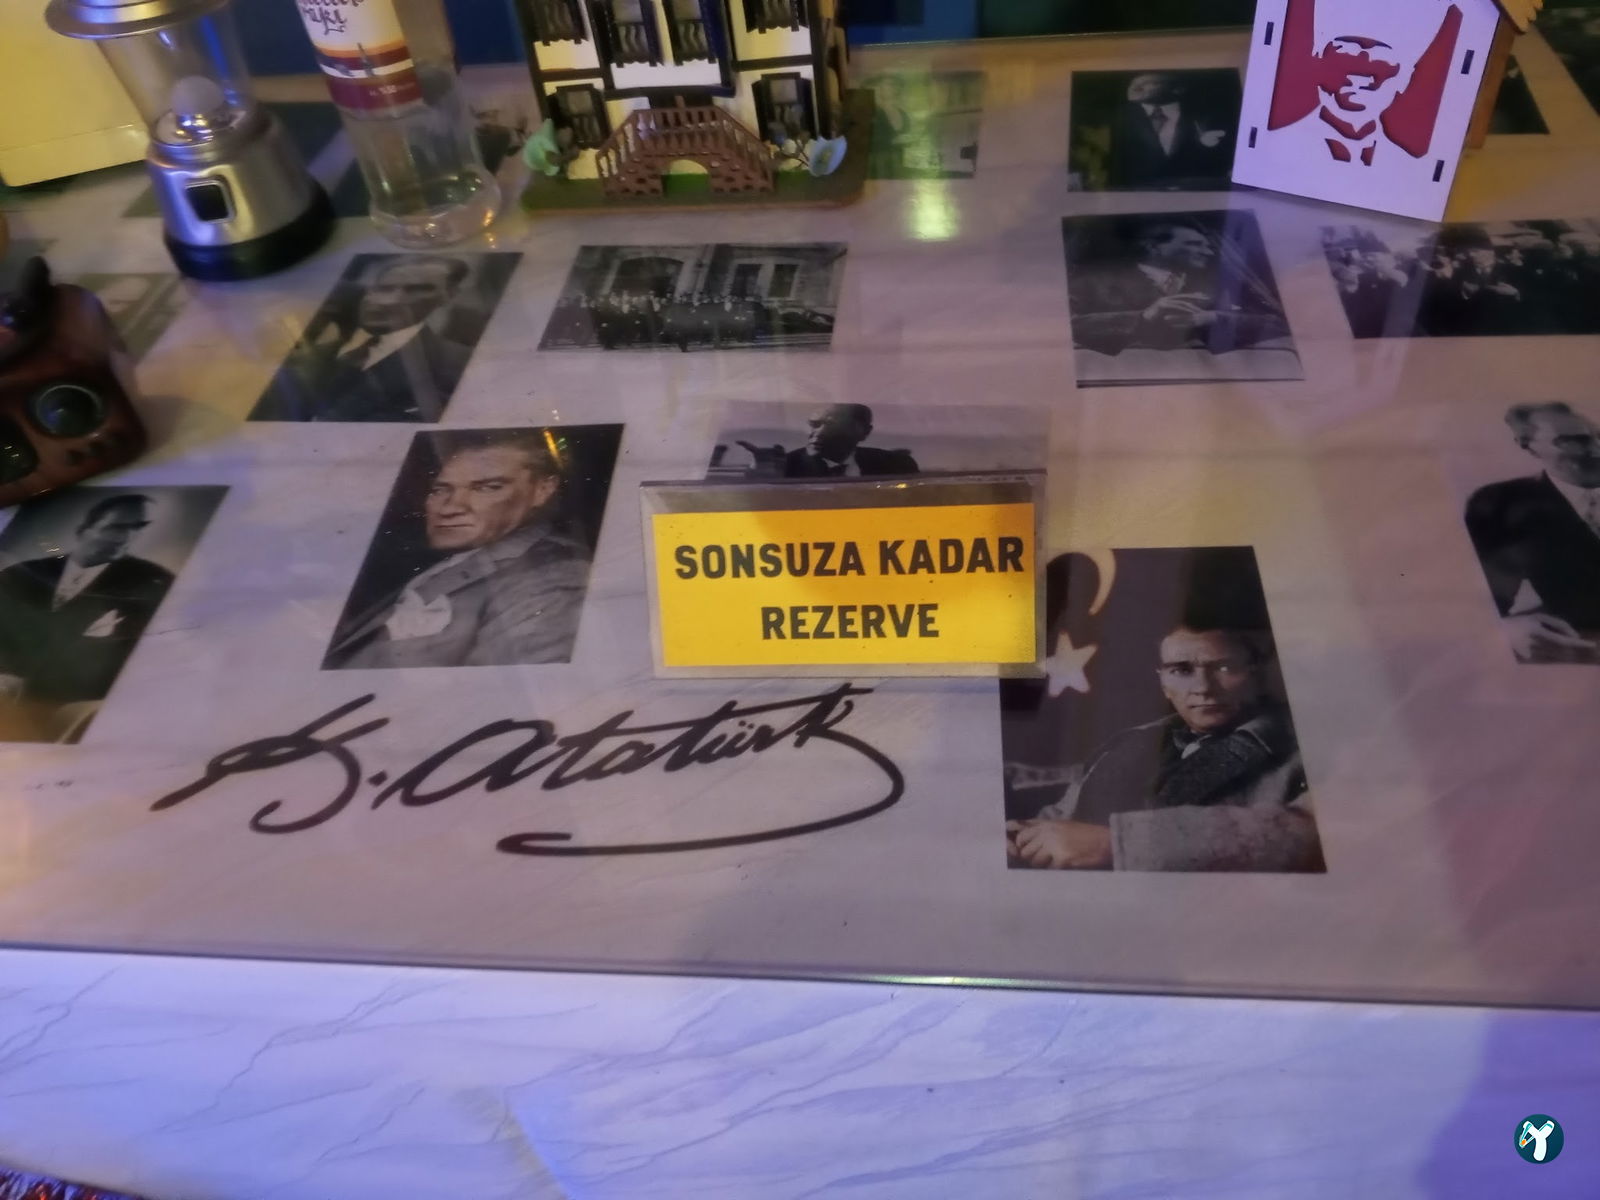 SONSUZA KADAR
REZERVE
K. Atatürk